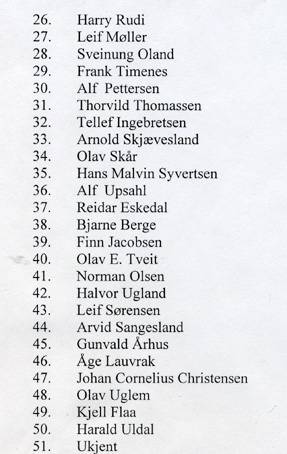 26. Harry Rudi
27. Leif Møller
28. Sveinung Oland
29. Frank Timenes
30. Alf Pettersen
31. Thorvild Thomassen
32. Tellef Ingebretsen
33. Arnold Skjævesland
34. Olav Skår
35. Hans Malvin Syvertsen
36. Alf Upsahl
37. Reidar Eskedal
38. Bjarne Berge
39. Finn Jacobsen
40. Olav E. Tveit
41. Norman Olsen
42. Halvor Ugland
43. Leif Sørensen
44. Arvid Sangesland
45. Gunvald Århus
46. Åge Lauvrak
47. Johan Cornelius Christensen
48. Olav Uglem
49. Kjell Flaa
50. Harald Uldal
51. Ukjent